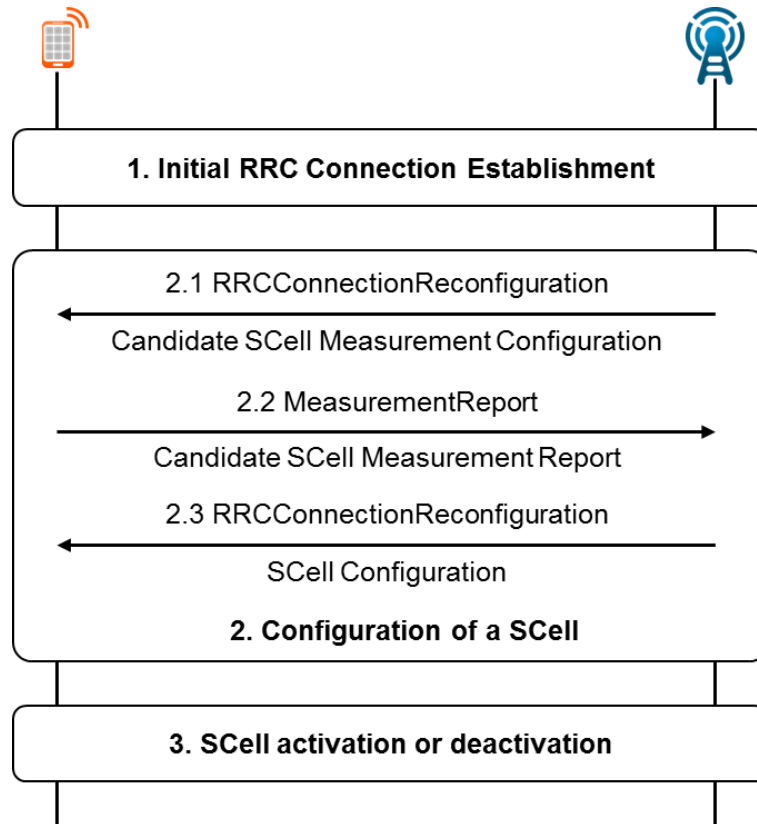 1. Initial RRC Connection Establishment
2.1 RRCConnectionReconfiguration
Candidate SCell Measurement Configuration
2.2 MeasurementReport
Candidate SCell Measurement Report
2.3 RRCConnectionReconfiguration
SCell Configuration
2. Configuration of a SCell
3. SCell activation or deactivation